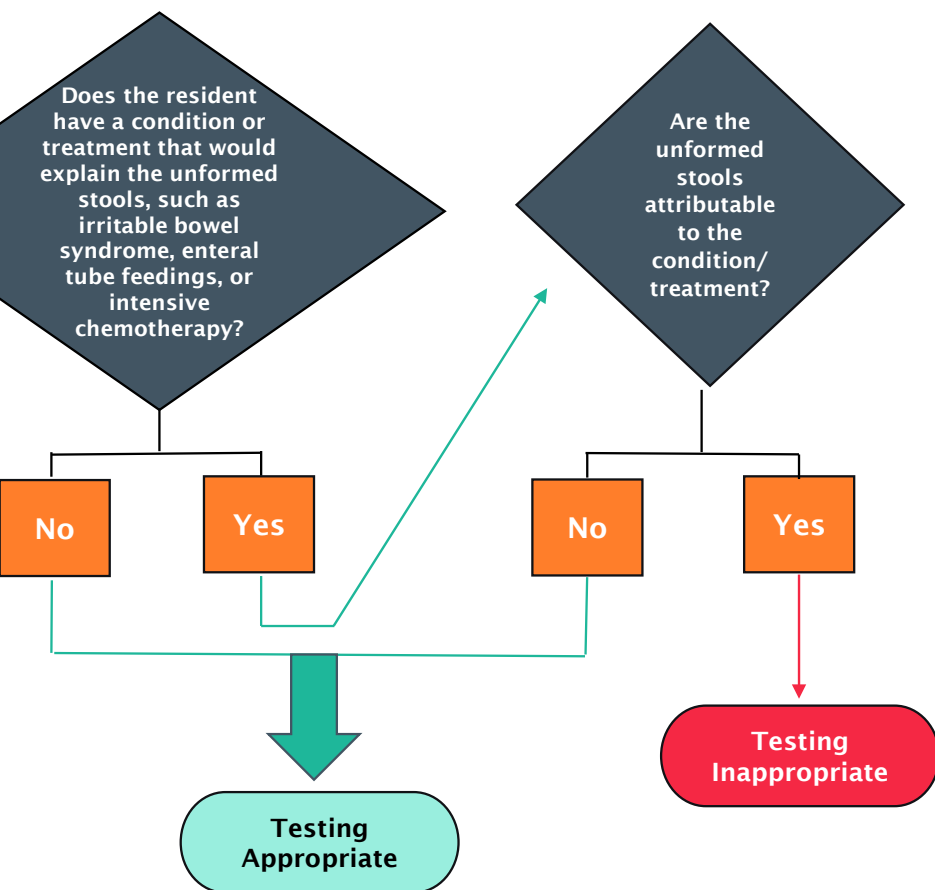 Does the resident
have a condition or
treatment that would
explain the unformed
stools, such as
irritable bowel
syndrome, enteral
tube feedings, or
intensive
chemotherapy?
Are the
unformed
stools
attributable
to the
condition/
treatment?
No
Yes
No
Yes
Testing
Inappropriate
Testing
Appropriate